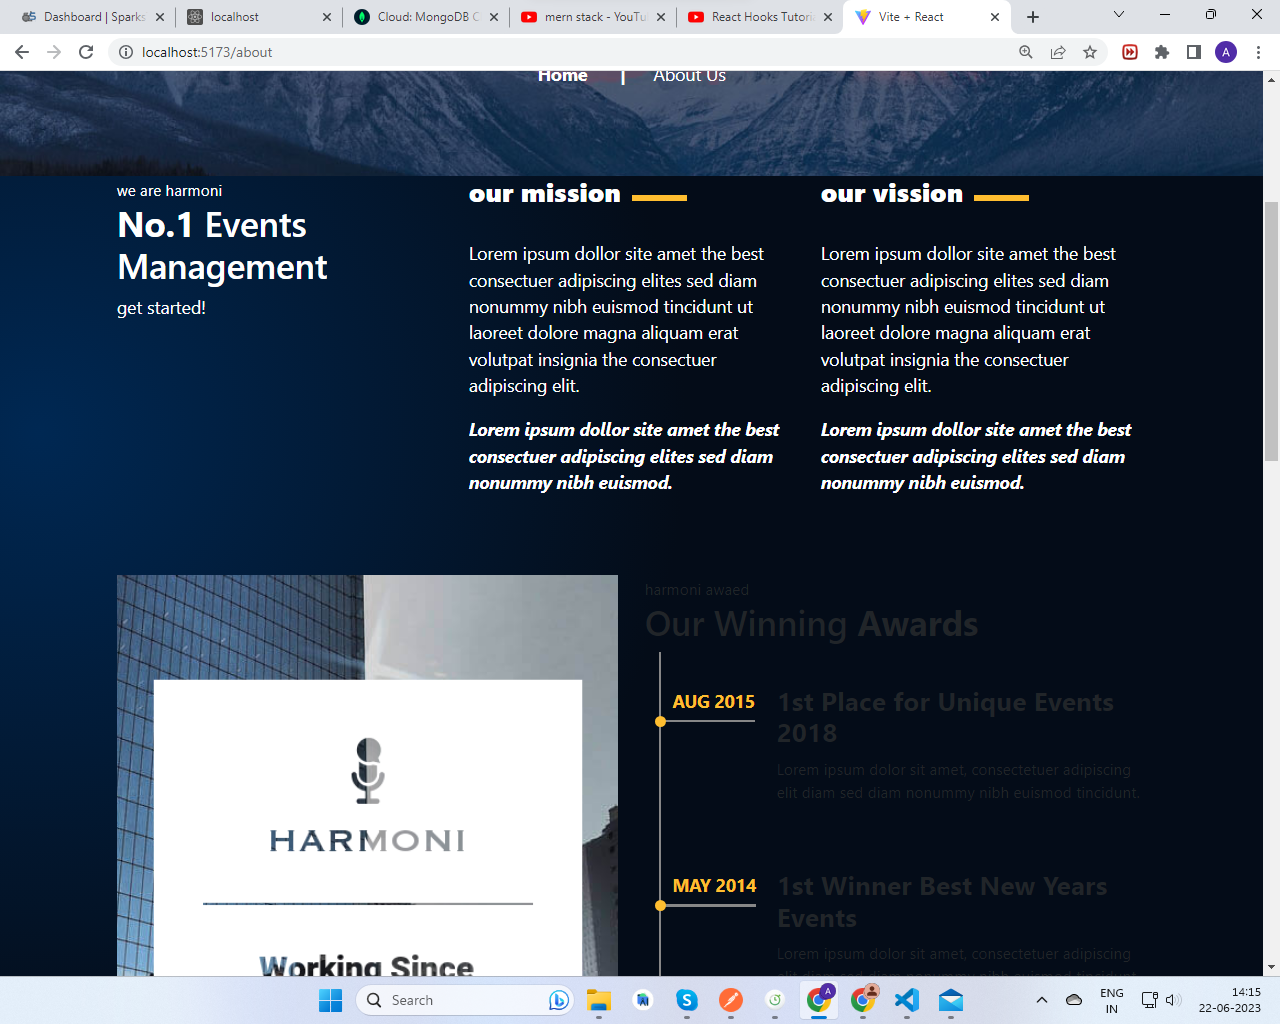 Dashboard | Sparks
localhost
Cloud: MongoDB C
mern stack - YouTu
React Hooks Tutoria
Vite + React
localhost:5173/about
A
Home | About Us
we are harmoni
No.1 Events
Management
get started!
our mission
Lorem ipsum dollor site amet the best
consectuer adipiscing elites sed diam
nonummy nibh euismod tincidunt ut
laoreet dolore magna aliquam erat
volutpat insignia the consectuer
adipiscing elit.
Lorem ipsum dollor site amet the best
consectuer adipiscing elites sed diam
nonummy nibh euismod.
our vission
Lorem ipsum dollor site amet the best
consectuer adipiscing elites sed diam
nonummy nibh euismod tincidunt ut
laoreet dolore magna aliquam erat
volutpat insignia the consectuer
adipiscing elit.
Lorem ipsum dollor site amet the best
consectuer adipiscing elites sed diam
nonummy nibh euismod.
HARMONI
Working Since
harmoni awaed
Our Winning Awards
AUG 2015
1st Place for Unique Events
2018
Lorem ipsum dolor sit amet, consectetuer adipiscing
elit diam sed diam nonummy nibh euismod tincidunt.
MAY 2014
1st Winner Best New Years
Events
Lorem ipsum dolor sit amet, consectetuer adipiscing
elit diam sed diam nonummy nibh euismod tincidunt.
Search
A
ENG
IN
14:15
22-06-2023